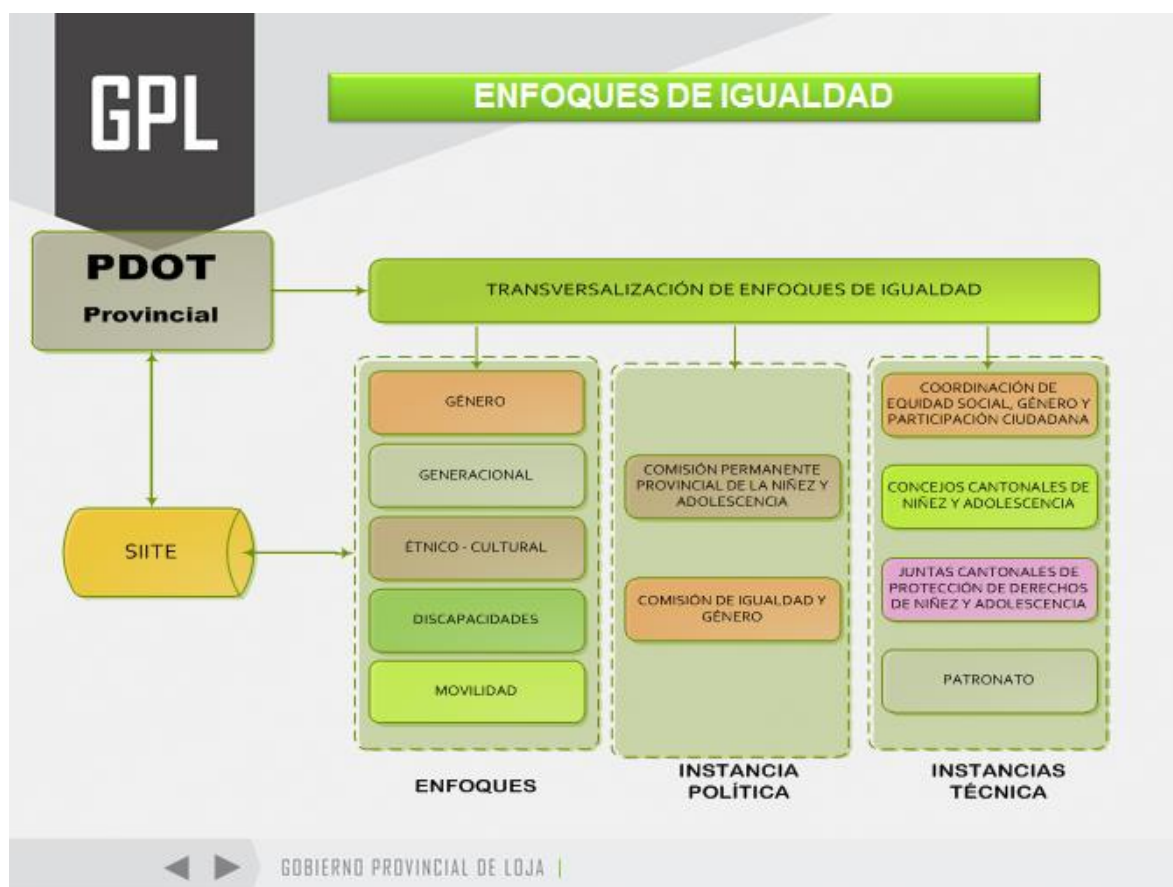 GPL
ENFOQUES DE IGUALDAD
PDOT
Provincial
TRANSVERSALIZACIÓN DE ENFOQUES DE IGUALDAD
SIITE
GÉNERO
GENERACIONAL
ÉTNICO - CULTURAL
DISCAPACIDADES
MOVILIDAD
ENFOQUES
COMISIÓN PERMANENTE
PROVINCIAL DE LA NIÑEZ Y
ADOLESCENCIA
COMISIÓN DE IGUALDAD Y
GÉNERO
INSTANCIA
POLÍTICA
COORDINACIÓN DE
EQUIDAD SOCIAL, GÉNERO Y
PARTICIPACIÓN CIUDADANA
CONCEJOS CANTONALES DE
NIÑEZ Y ADOLESCENCIA
JUNTAS CANTONALES DE
PROTECCIÓN DE DERECHOS
DE NIÑEZ Y ADOLESCENCIA
PATRONATO
INSTANCIAS
TÉCNICA
GOBIERNO PROVINCIAL DE LOJA |